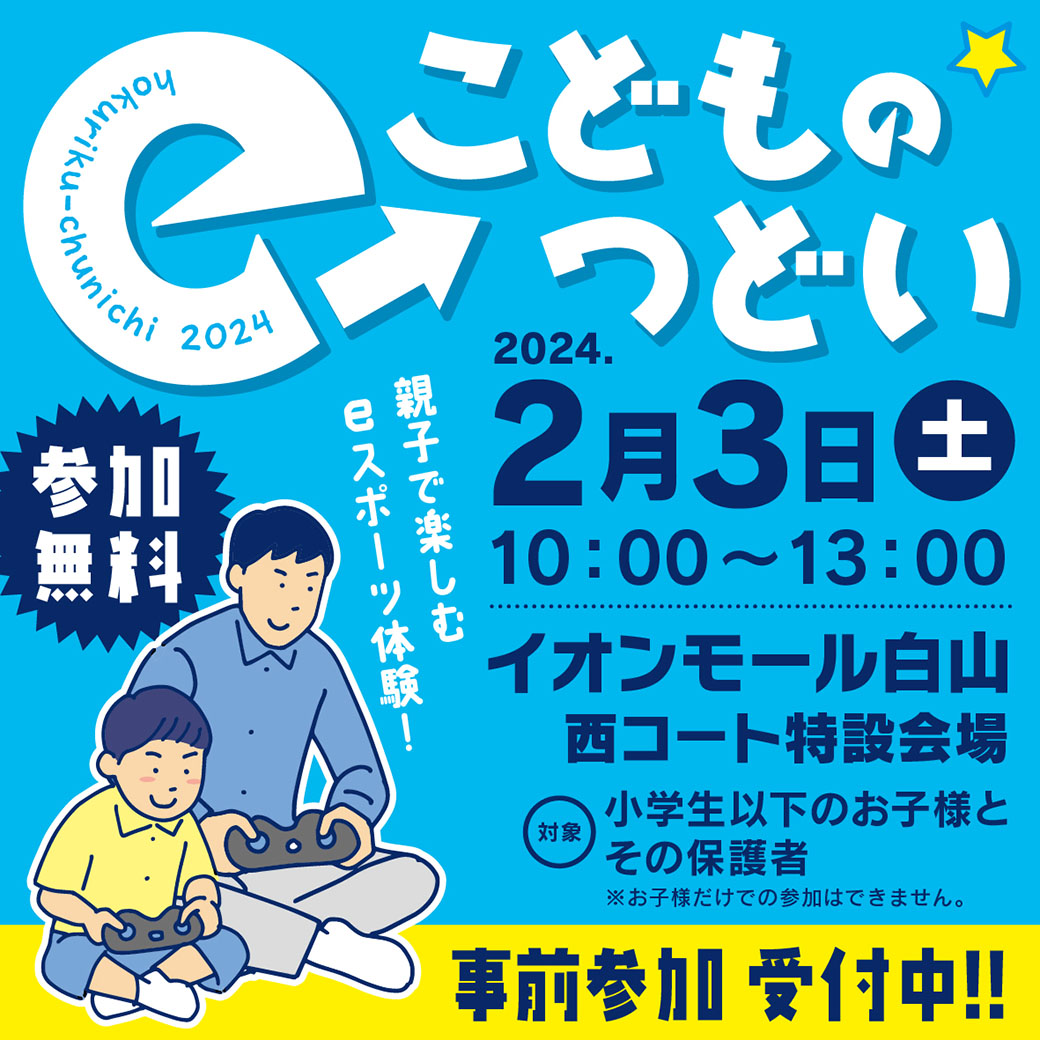 e
hokuriku-chunichi 2024
こどもの
つどい
2024.
2月3日 土
10：00～13：00
親子で楽しむ
eスポーツ体験！
参加
無料
イオンモール白山
西コート特設会場
対象
小学生以下のお子様と
その保護者
※お子様だけでの参加はできません。
事前参加 受付中!!